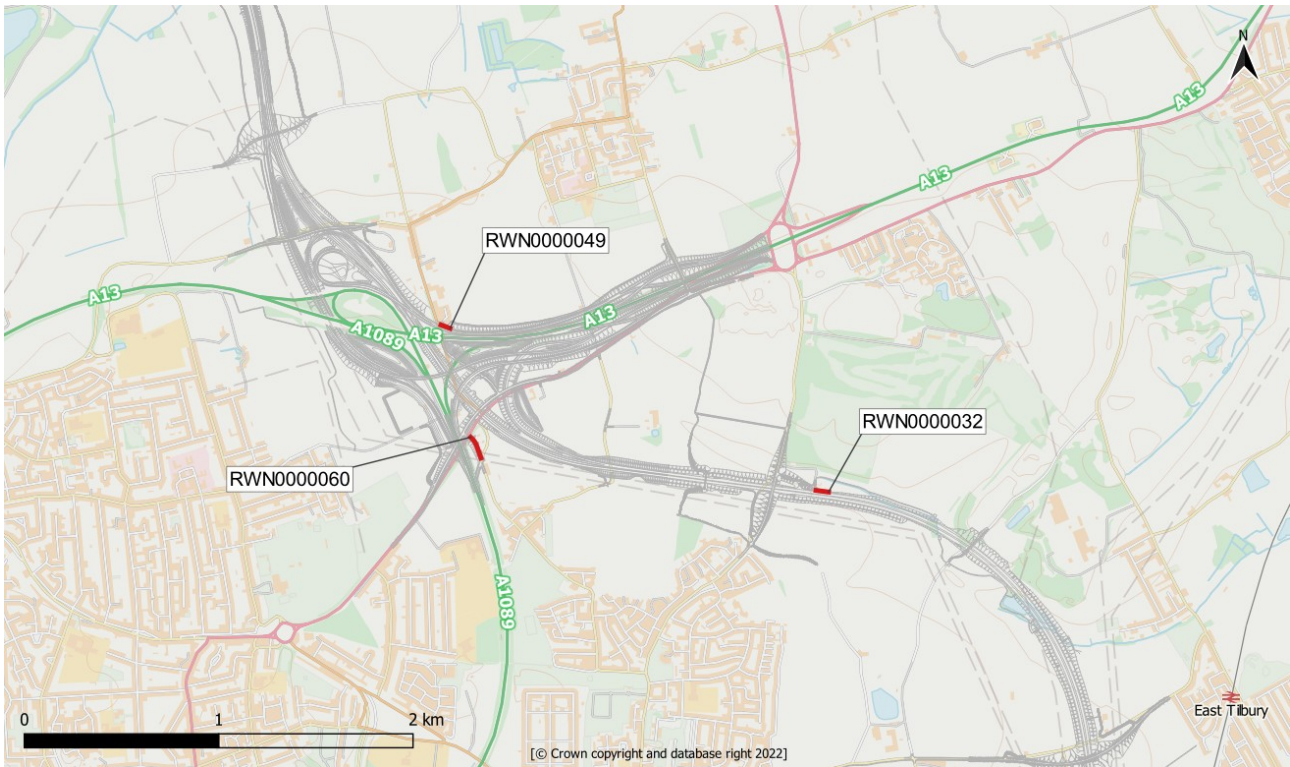 N
A13
A13
RWN0000049
A13
A13
A1089
A13
RWN0000032
RWN0000060
A1089
East Tilbury
0 1 2 km
[© Crown copyright and database right 2022]